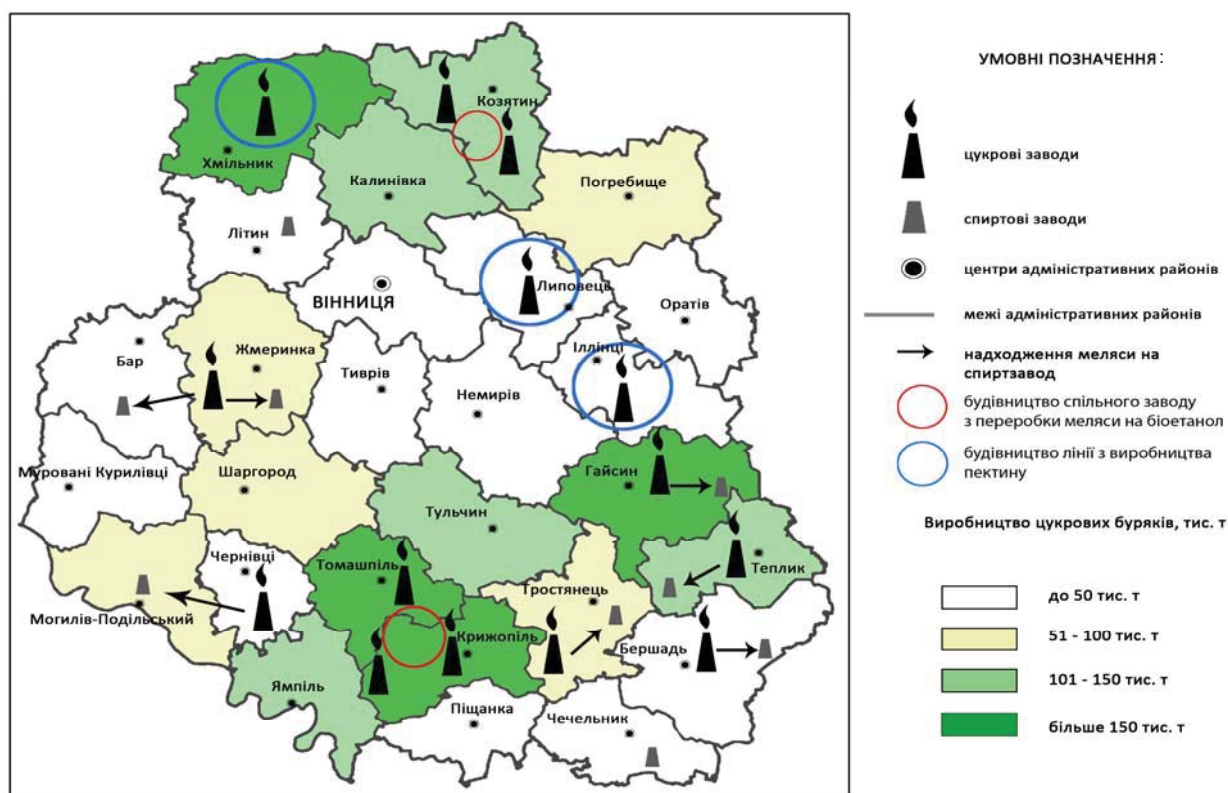 Козятин
Хмільник
Калинівка
Погребище
Літин
ВІННИЦЯ
Липовець
Оратів
Бар
Жмеринка
Іллінці
Тиврів
Немирів
Муровані Курилівці
Шаргород
Гайсин
Тульчин
Теплик
Чернівці
Томашпіль
Тростянець
Могилів-Подільський
Крижопіль
Бершадь
Ямпіль
Піщанка
Чечельник
УМОВНІ ПОЗНАЧЕННЯ:
цукрові заводи
спиртові заводи
центри адміністративних районів
межі адміністративних районів
надходження меляси на
спиртзавод
будівництво спільного заводу
з переробки меляси на біоетанол
будівництво лінії з виробництва
пектину
Виробництво цукрових буряків, тис. т
до 50 тис. т
51 - 100 тис. т
101 - 150 тис. т
більше 150 тис. т